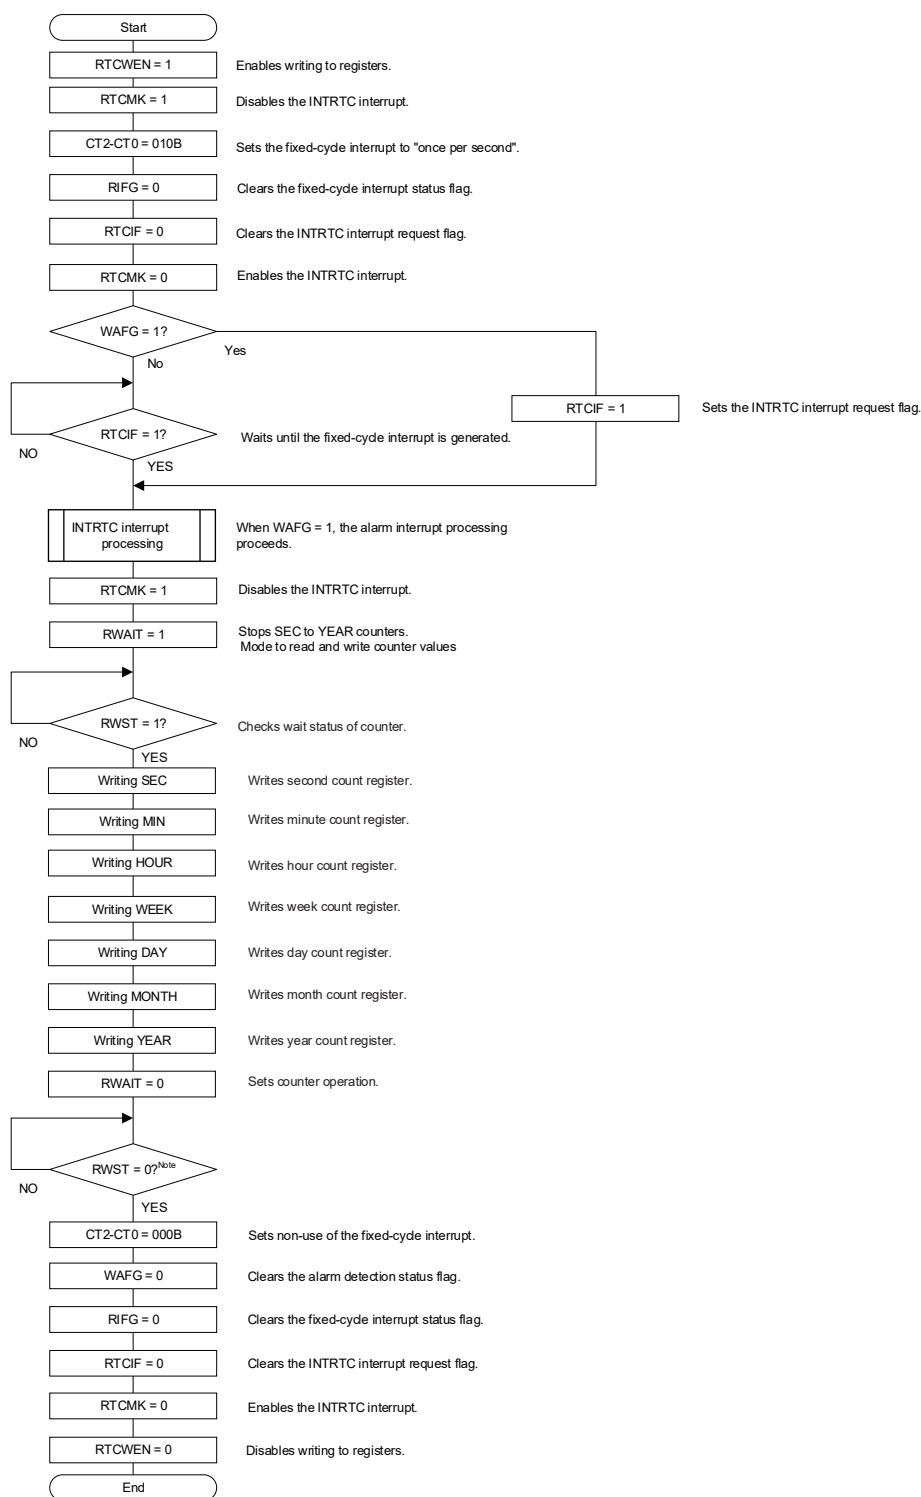 Start
RTCWEN = 1
Enables writing to registers.
RTCMK = 1
Disables the INTRTC interrupt.
CT2-CT0 = 010B
Sets the fixed-cycle interrupt to "once per second".
RIFG = 0
Clears the fixed-cycle interrupt status flag.
RTCIF = 0
Clears the INTRTC interrupt request flag.
RTCMK = 0
Enables the INTRTC interrupt.
WAFG = 1?
Yes
No
RTCIF = 1
Sets the INTRTC interrupt request flag.
RTCIF = 1?
Waits until the fixed-cycle interrupt is generated.
NO
YES
INTRTC interrupt
processing
When WAFG = 1, the alarm interrupt processing
proceeds.
RTCMK = 1
Disables the INTRTC interrupt.
RWAIT = 1
Stops SEC to YEAR counters.
Mode to read and write counter values
RWST = 1?
Checks wait status of counter.
NO
YES
Writing SEC
Writes second count register.
Writing MIN
Writes minute count register.
Writing HOUR
Writes hour count register.
Writing WEEK
Writes week count register.
Writing DAY
Writes day count register.
Writing MONTH
Writes month count register.
Writing YEAR
Writes year count register.
RWAIT = 0
Sets counter operation.
RWST = 0?Note
NO
YES
CT2-CT0 = 000B
Sets non-use of the fixed-cycle interrupt.
WAFG = 0
Clears the alarm detection status flag.
RIFG = 0
Clears the fixed-cycle interrupt status flag.
RTCIF = 0
Clears the INTRTC interrupt request flag.
RTCMK = 0
Enables the INTRTC interrupt.
RTCWEN = 0
Disables writing to registers.
End